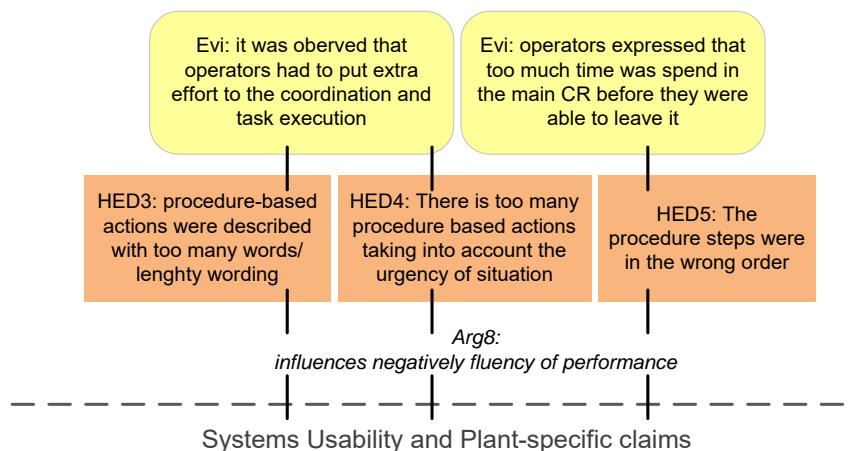 Evi: it was oberved that
operators had to put extra
effort to the coordination and
task execution
Evi: operators expressed that
too much time was spend in
the main CR before they were
able to leave it
HED3: procedure-based
actions were described
with too many words/
lenghty wording
HED4: There is too many
procedure based actions
taking into account the
urgency of situation
HED5: The
procedure steps were
in the wrong order
Arg8:
influences negatively fluency of performance
Systems Usability and Plant-specific claims